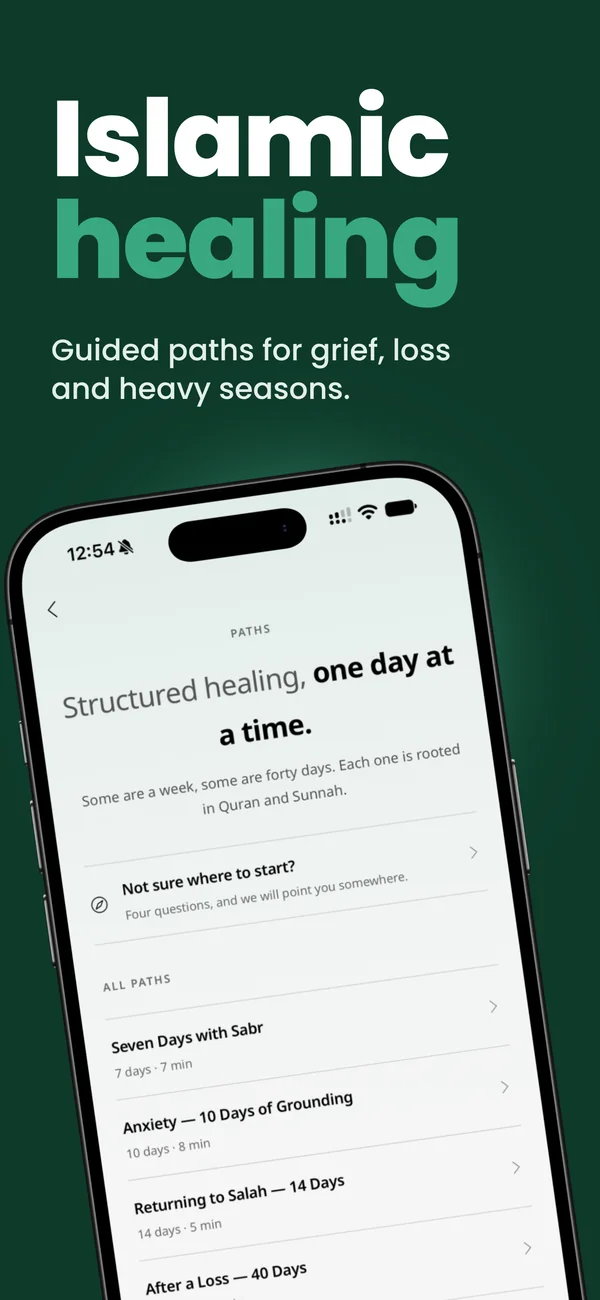 Islamic
healing
Guided paths for grief, loss
and heavy seasons.
12:54
PATHS
Structured healing, one day at
a time.
Some are a week, some are forty days. Each one is rooted
in Quran and Sunnah.
Not sure where to start?
Four questions, and we will point you somewhere.
ALL PATHS
Seven Days with Sabr
7 days · 7 min
Anxiety — 10 Days of Grounding
10 days · 8 min
Returning to Salah — 14 Days
14 days · 5 min
After a Loss — 40 Days